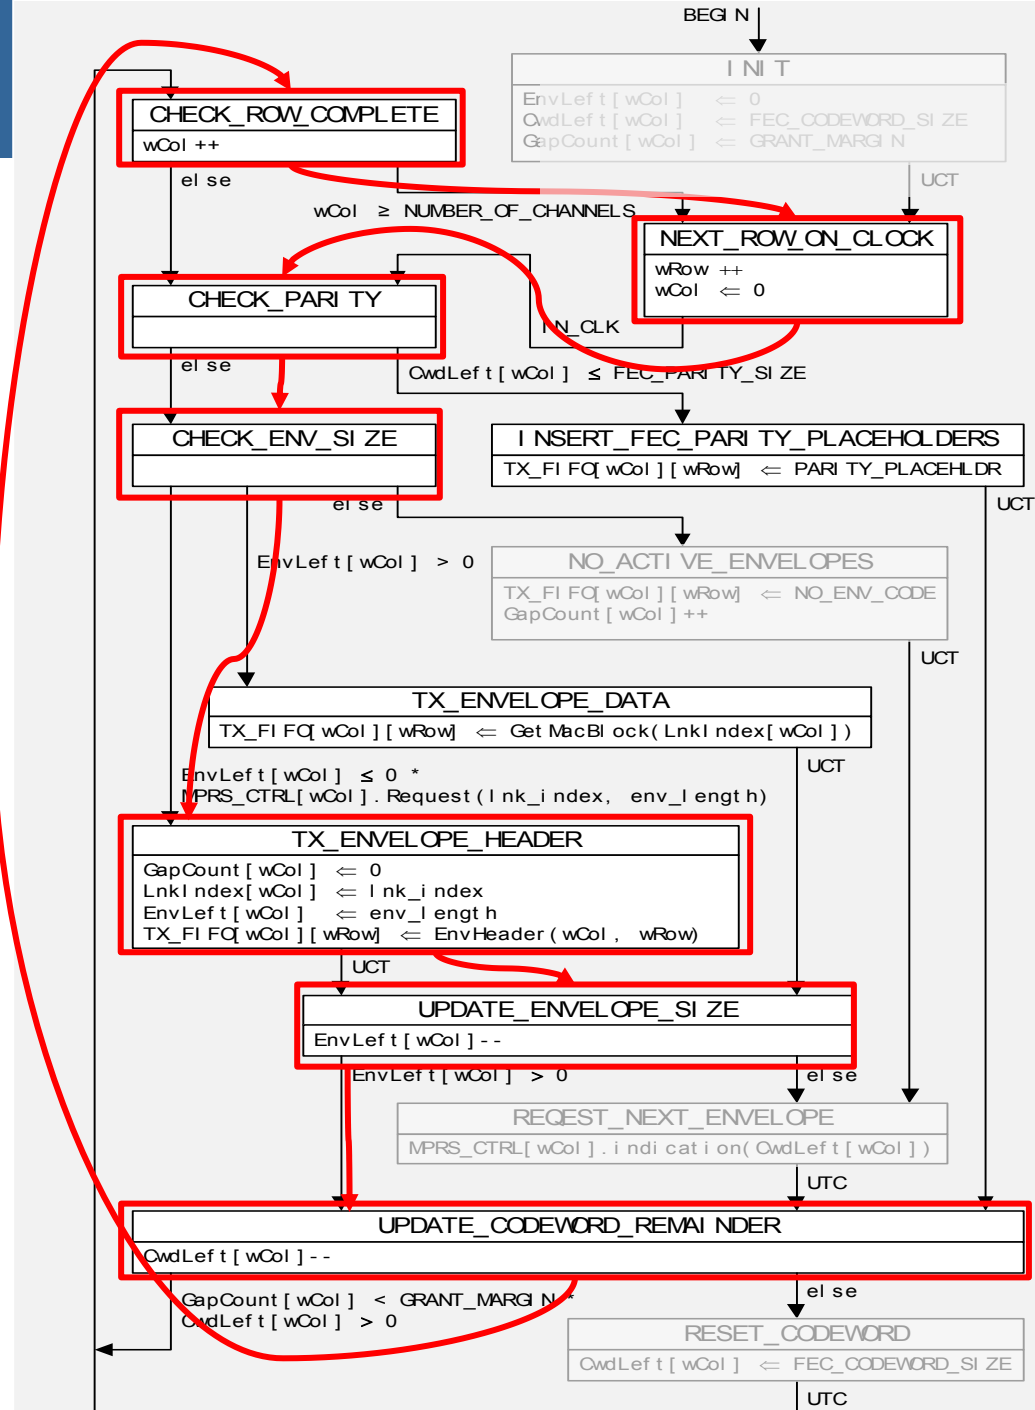 BEGIN
INIT
EnvLeft[wCol] ⇐ 0
CwdLeft[wCol] ⇐ FEC_CODEWORD_SIZE
GapCount[wCol] ⇐ GRANT_MARGIN
UCT
CHECK_ROW_COMPLETE
wCol++
else
wCol ≥ NUMBER_OF_CHANNELS
NEXT_ROW_ON_CLOCK
wRow ++
wCol ⇐ 0
CHECK_PARITY
IN_CLK
else
CwdLeft[wCol] ≤ FEC_PARITY_SIZE
CHECK_ENV_SIZE
INSERT_FEC_PARITY_PLACEHOLDERS
TX_FIFO[wCol][wRow] ⇐ PARITY_PLACEHLDR
else
UCT
EnvLeft[wCol] > 0
NO_ACTIVE_ENVELOPES
TX_FIFO[wCol][wRow] ⇐ NO_ENV_CODE
GapCount[wCol]++
UCT
TX_ENVELOPE_DATA
TX_FIFO[wCol][wRow] ⇐ GetMacBlock(LnkIndex[wCol])
UCT
EnvLeft[wCol] ≤ 0 *
MPRS_CTRL[wCol].Request(lnk_index, env_length)
TX_ENVELOPE_HEADER
GapCount[wCol] ⇐ 0
LnkIndex[wCol] ⇐ lnk_index
EnvLeft[wCol] ⇐ env_length
TX_FIFO[wCol][wRow] ⇐ EnvHeader(wCol, wRow)
UCT
UPDATE_ENVELOPE_SIZE
EnvLeft[wCol]--
EnvLeft[wCol] > 0
else
REQEST_NEXT_ENVELOPE
MPRS_CTRL[wCol].indication(CwdLeft[wCol])
UTC
UPDATE_CODEWORD_REMAINDER
CwdLeft[wCol]--
GapCount[wCol] < GRANT_MARGIN *
CwdLeft[wCol] > 0
else
RESET_CODEWORD
CwdLeft[wCol] ⇐ FEC_CODEWORD_SIZE
UTC